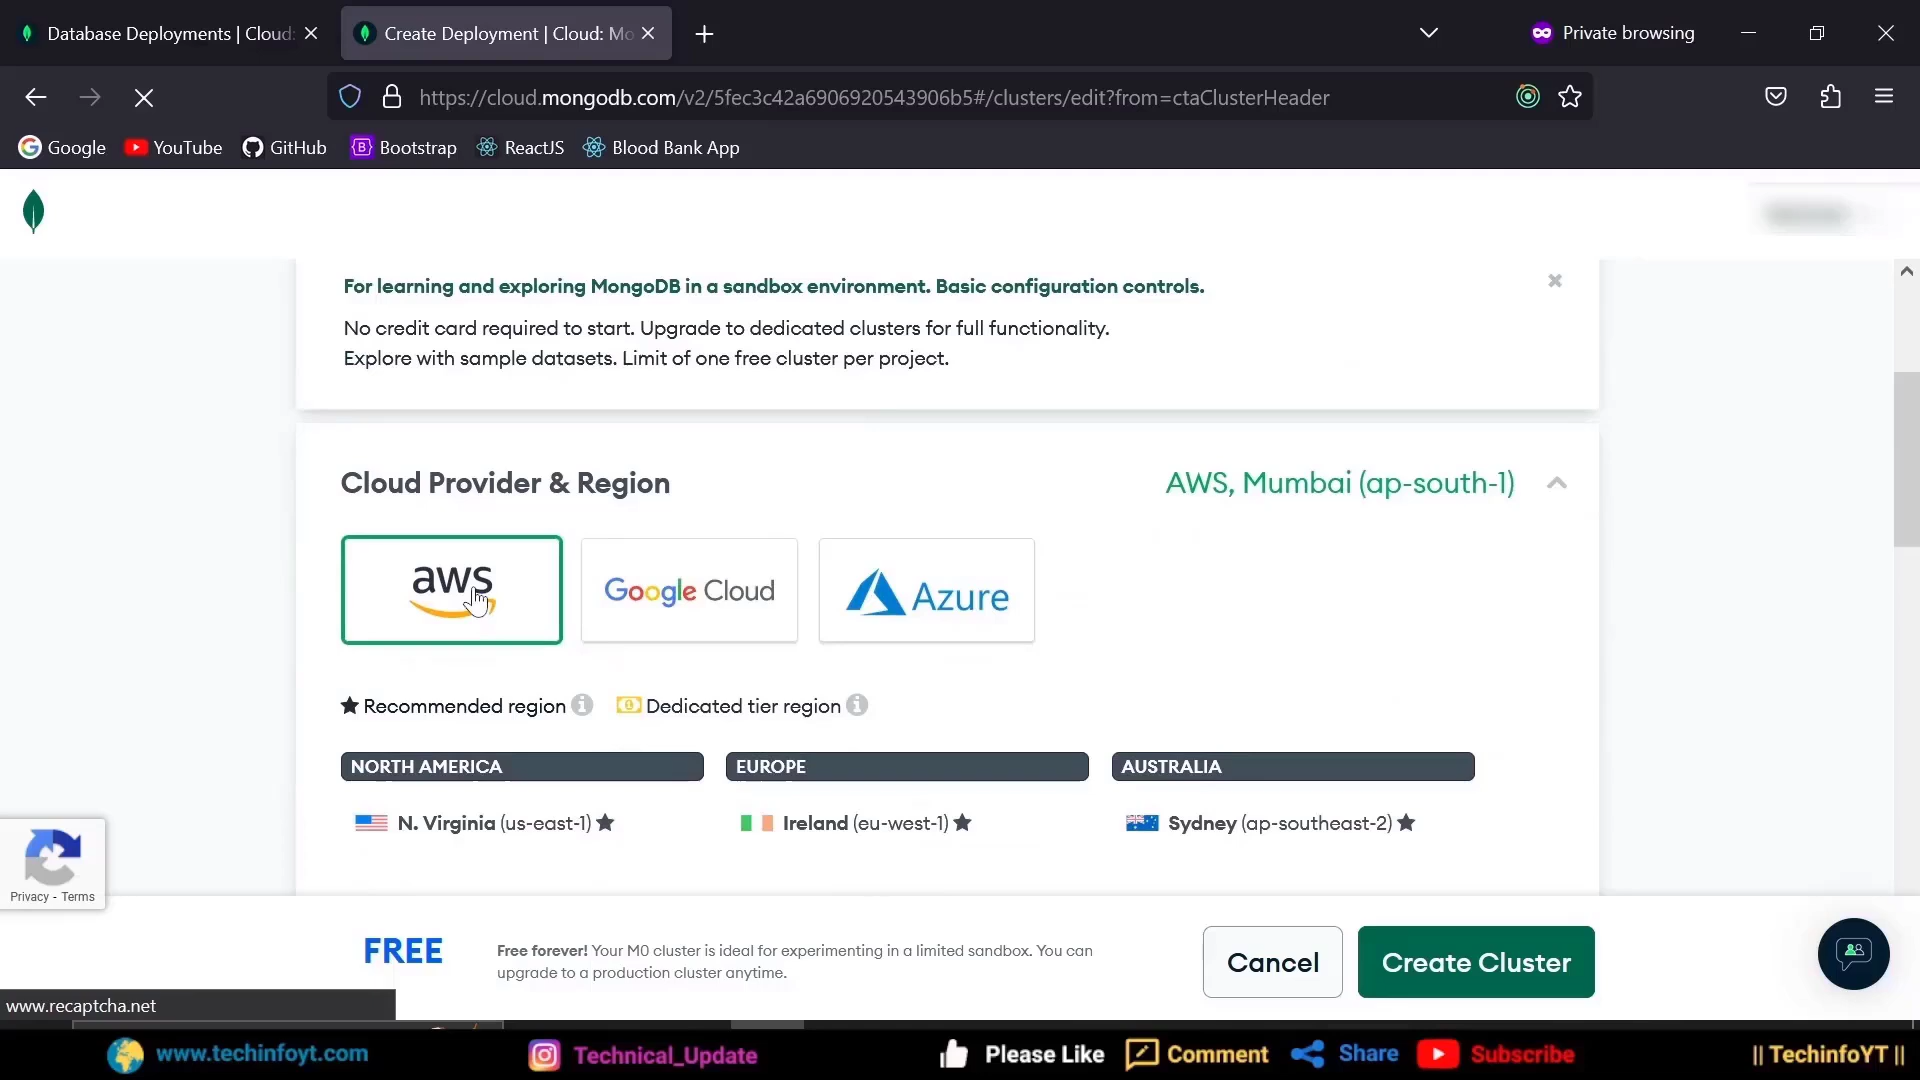 Database Deployments | Cloud:
Create Deployment | Cloud: Mo
Private browsing
https://cloud.mongodb.com/v2/5fec3c42a6906920543906b5#/clusters/edit?from=ctaClusterHeader
Google YouTube GitHub Bootstrap ReactJS Blood Bank App
For learning and exploring MongoDB in a sandbox environment. Basic configuration controls.
No credit card required to start. Upgrade to dedicated clusters for full functionality.
Explore with sample datasets. Limit of one free cluster per project.
Cloud Provider & Region
AWS, Mumbai (ap-south-1)
aws
Google Cloud
Azure
Recommended region
Dedicated tier region
NORTH AMERICA
EUROPE
AUSTRALIA
N. Virginia (us-east-1)
Ireland (eu-west-1)
Sydney (ap-southeast-2)
Privacy - Terms
FREE
Free forever! Your M0 cluster is ideal for experimenting in a limited sandbox. You can
upgrade to a production cluster anytime.
Cancel
Create Cluster
www.recaptcha.net
www.techinfoyt.com
Technical_Update
Please Like
Comment
Share
Subscribe
|| TechinfoYT ||